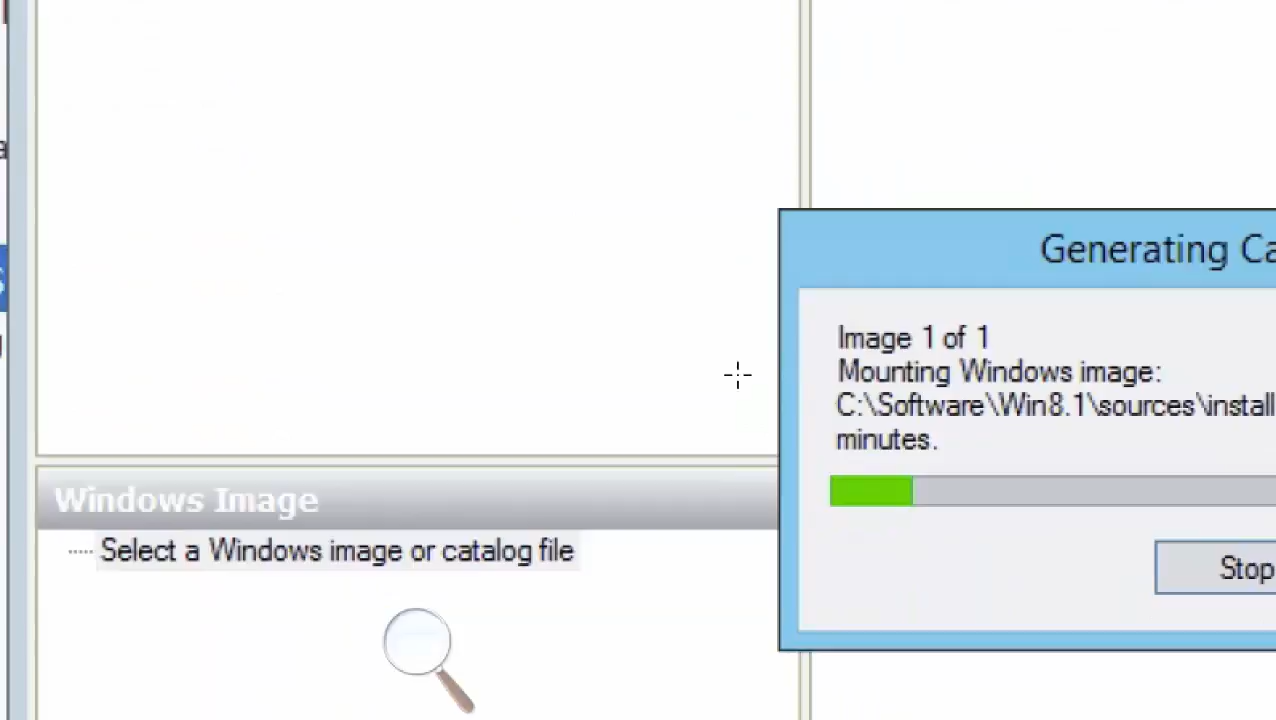 Generating Ca
Image 1 of 1
Mounting Windows image:
C:\Software\Win8.1\sources\install
minutes.
Stop
Windows Image
Select a Windows image or catalog file